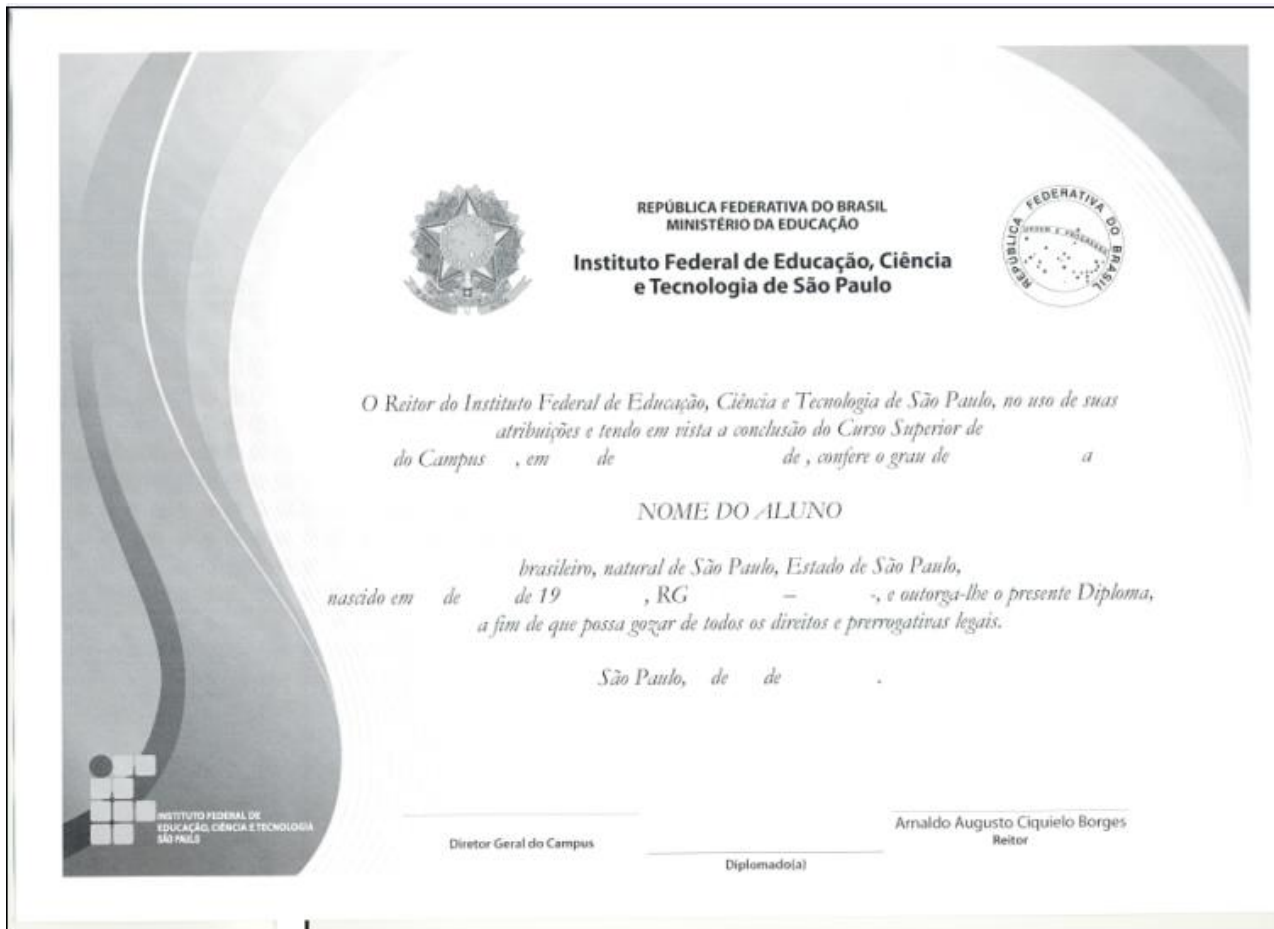 REPÚBLICA FEDERATIVA DO BRASIL
MINISTÉRIO DA EDUCAÇÃO
Instituto Federal de Educação, Ciência
e Tecnologia de São Paulo
REPÚBLICA FEDERATIVA DO BRASIL
ORDEM E PROGRESSO
O Reitor do Instituto Federal de Educação, Ciência e Tecnologia de São Paulo, no uso de suas
atribuições e tendo em vista a conclusão do Curso Superior de
do Campus , em de de , confere o grau de a
NOME DO ALUNO
brasileiro, natural de São Paulo, Estado de São Paulo,
nascido em de de 19 , RG – -, e outorga-lhe o presente Diploma,
a fim de que possa gozar de todos os direitos e prerrogativas legais.
São Paulo, de de .
INSTITUTO FEDERAL DE
EDUCAÇÃO, CIÊNCIA E TECNOLOGIA
SÃO PAULO
Diretor Geral do Campus
Diplomado(a)
Arnaldo Augusto Ciquielo Borges
Reitor